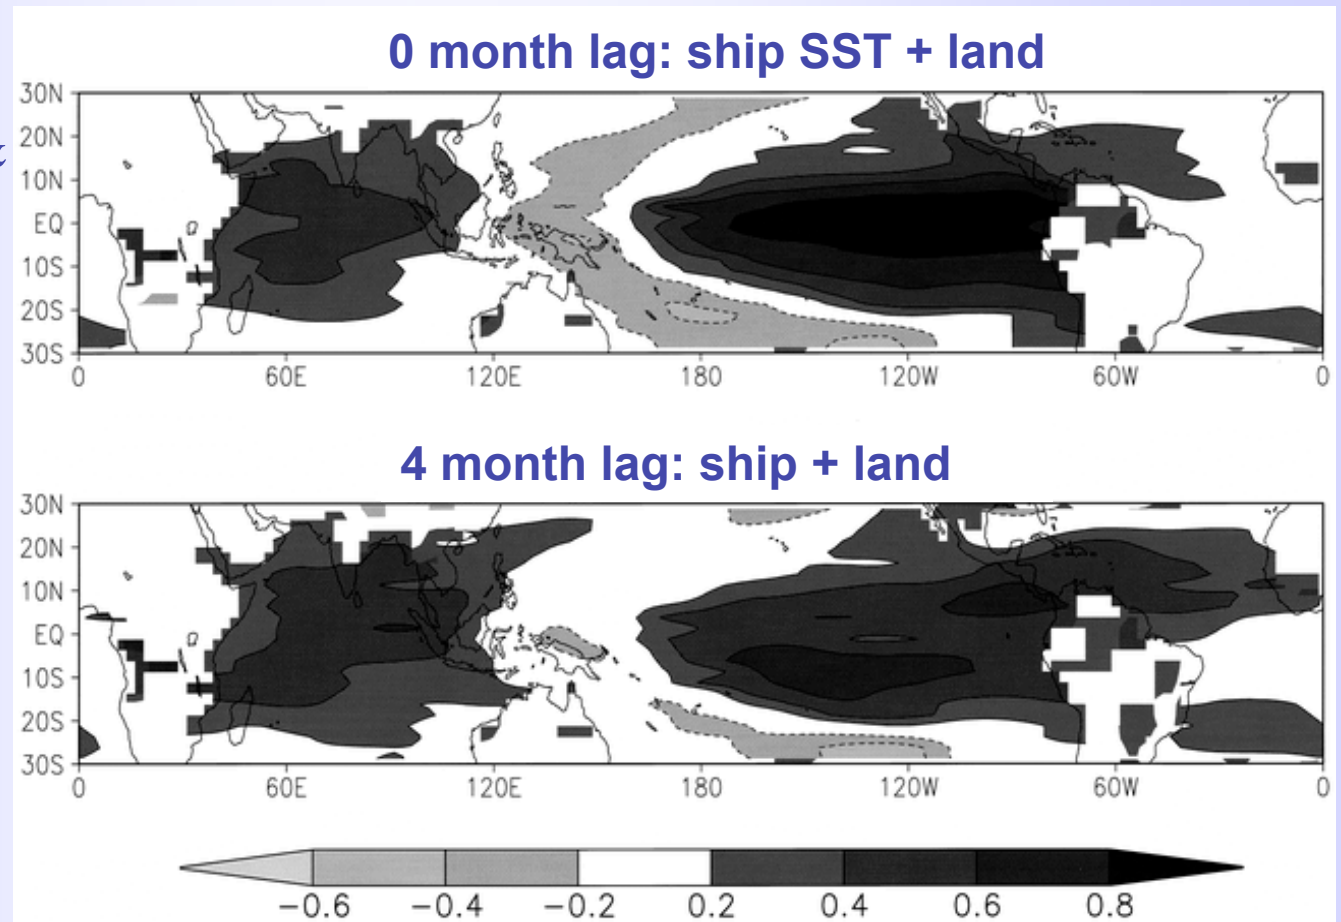 0 month lag: ship SST + land
30N
20N
10N
EQ
10S
20S
30S
0 60E 120E 180 120W 60W 0
4 month lag: ship + land
30N
20N
10N
EQ
10S
20S
30S
0 60E 120E 180 120W 60W 0
−0.6 −0.4 −0.2 0.2 0.4 0.6 0.8